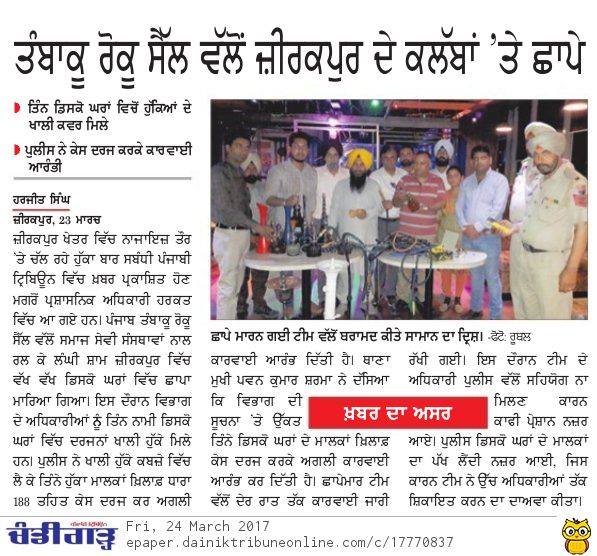 ਤੰਬਾਕੂ ਰੋਕੂ ਸੈੱਲ ਵੱਲੋਂ ਜ਼ੀਰਕਪੁਰ ਦੇ ਕਲੱਬਾਂ ’ਤੇ ਛਾਪੇ
ਤਿੰਨ ਡਿਸਕੋ ਘਰਾਂ ਵਿਚੋਂ ਹੁੱਕਿਆਂ ਦੇ
ਖਾਲੀ ਕਵਰ ਮਿਲੇ
ਪੁਲੀਸ ਨੇ ਕੇਸ ਦਰਜ ਕਰਕੇ ਕਾਰਵਾਈ
ਆਰੰਭੀ
ਹਰਜੀਤ ਸਿੰਘ
ਜ਼ੀਰਕਪੁਰ, 23 ਮਾਰਚ
ਜ਼ੀਰਕਪੁਰ ਖੇਤਰ ਵਿੱਚ ਨਾਜਾਇਜ਼ ਤੌਰ
’ਤੇ ਚੱਲ ਰਹੇ ਹੁੱਕਾ ਬਾਰ ਸਬੰਧੀ ਪੰਜਾਬੀ
ਟ੍ਰਿਬਿਊਨ ਵਿੱਚ ਖ਼ਬਰ ਪ੍ਰਕਾਸ਼ਿਤ ਹੋਣ
ਮਗਰੋਂ ਪ੍ਰਸ਼ਾਸਨਿਕ ਅਧਿਕਾਰੀ ਹਰਕਤ
ਵਿੱਚ ਆ ਗਏ ਹਨ। ਪੰਜਾਬ ਤੰਬਾਕੂ ਰੋਕੂ
ਸੈੱਲ ਵੱਲੋਂ ਸਮਾਜ ਸੇਵੀ ਸੰਸਥਾਵਾਂ ਨਾਲ
ਰਲ ਕੇ ਲੰਘੀ ਸ਼ਾਮ ਜ਼ੀਰਕਪੁਰ ਵਿੱਚ
ਵੱਖ ਵੱਖ ਡਿਸਕੋ ਘਰਾਂ ਵਿੱਚ ਛਾਪਾ
ਮਾਰਿਆ ਗਿਆ। ਇਸ ਦੌਰਾਨ ਵਿਭਾਗ
ਦੇ ਅਧਿਕਾਰੀਆਂ ਨੂੰ ਤਿੰਨ ਨਾਮੀ ਡਿਸਕੋ
ਘਰਾਂ ਵਿੱਚ ਦਰਜਨਾਂ ਖਾਲੀ ਹੁੱਕੇ ਮਿਲੇ
ਹਨ। ਪੁਲੀਸ ਨੇ ਖਾਲੀ ਹੁੱਕੇ ਕਬਜ਼ੇ ਵਿੱਚ
ਲੈ ਕੇ ਤਿੰਨੇ ਹੁੱਕਾ ਮਾਲਕਾਂ ਖ਼ਿਲਾਫ਼ ਧਾਰਾ
188 ਤਹਿਤ ਕੇਸ ਦਰਜ ਕਰ ਅਗਲੀ
ਛਾਪੇ ਮਾਰਨ ਗਈ ਟੀਮ ਵੱਲੋਂ ਬਰਾਮਦ ਕੀਤੇ ਸਾਮਾਨ ਦਾ ਦ੍ਰਿਸ਼। -ਫੋਟੋ: ਰੂਬਲ
ਕਾਰਵਾਈ ਆਰੰਭ ਦਿੱਤੀ ਹੈ। ਥਾਣਾ
ਮੁਖੀ ਪਵਨ ਕੁਮਾਰ ਸ਼ਰਮਾ ਨੇ ਦੱਸਿਆ
ਕਿ ਵਿਭਾਗ ਦੀ
ਸੂਚਨਾ ’ਤੇ ਉੱਕਤ
ਤਿੰਨੇ ਡਿਸਕੋ ਘਰਾਂ ਦੇ ਮਾਲਕਾਂ ਖ਼ਿਲਾਫ਼
ਕੇਸ ਦਰਜ ਕਰਕੇ ਅਗਲੀ ਕਾਰਵਾਈ
ਆਰੰਭ ਕਰ ਦਿੱਤੀ ਹੈ। ਛਾਪੇਮਾਰ ਟੀਮ
ਵੱਲੋਂ ਦੇਰ ਰਾਤ ਤੱਕ ਕਾਰਵਾਈ ਜਾਰੀ
ਖ਼ਬਰ ਦਾ ਅਸਰ
ਰੱਖੀ ਗਈ। ਇਸ ਦੌਰਾਨ ਟੀਮ ਦੇ
ਅਧਿਕਾਰੀ ਪੁਲੀਸ ਵੱਲੋਂ ਸਹਿਯੋਗ ਨਾ
ਮਿਲਣ ਕਾਰਨ
ਕਾਫੀ ਪ੍ਰੇਸ਼ਾਨ ਨਜ਼ਰ
ਆਏ। ਪੁਲੀਸ ਡਿਸਕੋ ਘਰਾਂ ਦੇ ਮਾਲਕਾਂ
ਦਾ ਪੱਖ ਲੈਂਦੀ ਨਜ਼ਰ ਆਈ, ਜਿਸ
ਕਾਰਨ ਟੀਮ ਨੇ ਉੱਚ ਅਧਿਕਾਰੀਆਂ ਤੱਕ
ਸ਼ਿਕਾਇਤ ਕਰਨ ਦਾ ਦਾਅਵਾ ਕੀਤਾ।
ਚੰਡੀਗੜ੍ਹ
Fri, 24 March 2017
epaper.dainiktribuneonline.com/c/17770837